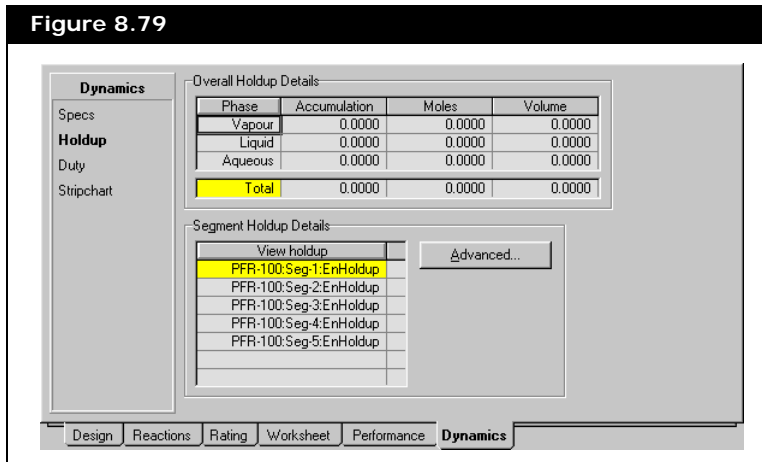 Figure 8.79
Dynamics
Specs
Holdup
Duty
Stripchart
Overall Holdup Details
Phase Accumulation Moles Volume
Vapour 0.0000 0.0000 0.0000
Liquid 0.0000 0.0000 0.0000
Aqueous 0.0000 0.0000 0.0000
Total 0.0000 0.0000 0.0000
Segment Holdup Details
View holdup
PFR-100:Seg-1:EnHoldup
PFR-100:Seg-2:EnHoldup
PFR-100:Seg-3:EnHoldup
PFR-100:Seg-4:EnHoldup
PFR-100:Seg-5:EnHoldup
Advanced...
Design Reactions Rating Worksheet Performance Dynamics